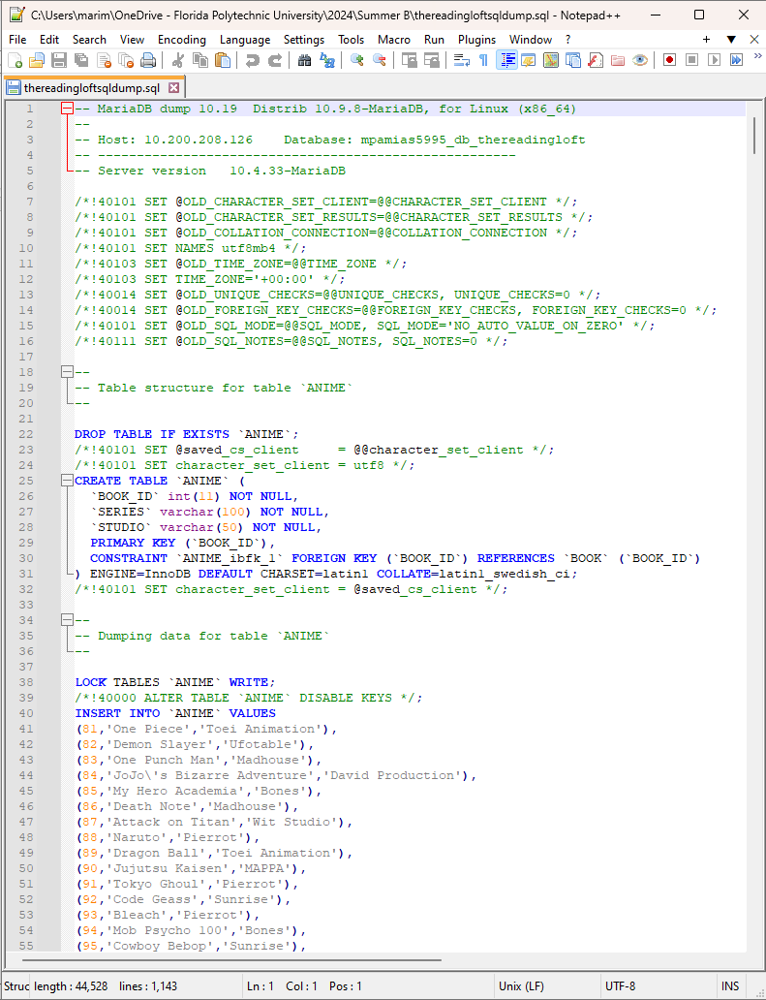 C:\Users\marim\OneDrive - Florida Polytechnic University\2024\Summer B\thereadingloftsqldump.sql - Notepad++
File Edit Search View Encoding Language Settings Tools Macro Run Plugins Window ? + ▼ X
thereadingloftsqldump.sql
1 -- MariaDB dump 10.19  Distrib 10.9.8-MariaDB, for Linux (x86_64)
2 --
3 -- Host: 10.200.208.126    Database: mpamias5995_db_thereadingloft
4 -- ------------------------------------------------------
5 -- Server version   10.4.33-MariaDB
6
7 /*!40101 SET @OLD_CHARACTER_SET_CLIENT=@@CHARACTER_SET_CLIENT */;
8 /*!40101 SET @OLD_CHARACTER_SET_RESULTS=@@CHARACTER_SET_RESULTS */;
9 /*!40101 SET @OLD_COLLATION_CONNECTION=@@COLLATION_CONNECTION */;
10 /*!40101 SET NAMES utf8mb4 */;
11 /*!40103 SET @OLD_TIME_ZONE=@@TIME_ZONE */;
12 /*!40103 SET TIME_ZONE='+00:00' */;
13 /*!40014 SET @OLD_UNIQUE_CHECKS=@@UNIQUE_CHECKS, UNIQUE_CHECKS=0 */;
14 /*!40014 SET @OLD_FOREIGN_KEY_CHECKS=@@FOREIGN_KEY_CHECKS, FOREIGN_KEY_CHECKS=0 */;
15 /*!40101 SET @OLD_SQL_MODE=@@SQL_MODE, SQL_MODE='NO_AUTO_VALUE_ON_ZERO' */;
16 /*!40111 SET @OLD_SQL_NOTES=@@SQL_NOTES, SQL_NOTES=0 */;
17
18 --
19 -- Table structure for table `ANIME`
20 --
21
22 DROP TABLE IF EXISTS `ANIME`;
23 /*!40101 SET @saved_cs_client     = @@character_set_client */;
24 /*!40101 SET character_set_client = utf8 */;
25 CREATE TABLE `ANIME` (
26   `BOOK_ID` int(11) NOT NULL,
27   `SERIES` varchar(100) NOT NULL,
28   `STUDIO` varchar(50) NOT NULL,
29   PRIMARY KEY (`BOOK_ID`),
30   CONSTRAINT `ANIME_ibfk_1` FOREIGN KEY (`BOOK_ID`) REFERENCES `BOOK` (`BOOK_ID`)
31 ) ENGINE=InnoDB DEFAULT CHARSET=latin1 COLLATE=latin1_swedish_ci;
32 /*!40101 SET character_set_client = @saved_cs_client */;
33
34 --
35 -- Dumping data for table `ANIME`
36 --
37
38 LOCK TABLES `ANIME` WRITE;
39 /*!40000 ALTER TABLE `ANIME` DISABLE KEYS */;
40 INSERT INTO `ANIME` VALUES
41 (81,'One Piece','Toei Animation'),
42 (82,'Demon Slayer','Ufotable'),
43 (83,'One Punch Man','Madhouse'),
44 (84,'JoJo\'s Bizarre Adventure','David Production'),
45 (85,'My Hero Academia','Bones'),
46 (86,'Death Note','Madhouse'),
47 (87,'Attack on Titan','Wit Studio'),
48 (88,'Naruto','Pierrot'),
49 (89,'Dragon Ball','Toei Animation'),
50 (90,'Jujutsu Kaisen','MAPPA'),
51 (91,'Tokyo Ghoul','Pierrot'),
52 (92,'Code Geass','Sunrise'),
53 (93,'Bleach','Pierrot'),
54 (94,'Mob Psycho 100','Bones'),
55 (95,'Cowboy Bebop','Sunrise'),
Struc length : 44,528 lines : 1,143 Ln : 1 Col : 1 Pos : 1 Unix (LF) UTF-8 INS